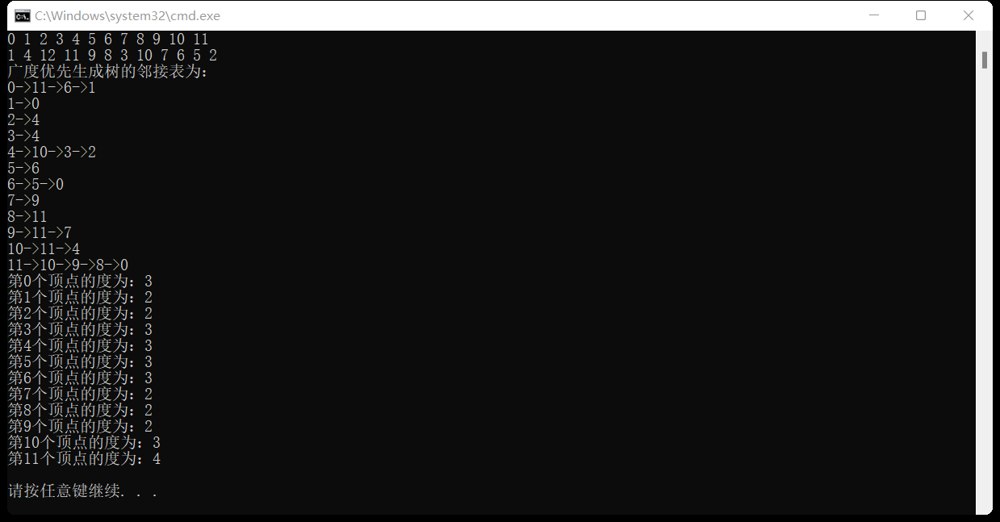 C:\Windows\system32\cmd.exe
0 1 2 3 4 5 6 7 8 9 10 11
1 4 12 11 9 8 3 10 7 6 5 2
广度优先生成树的邻接表为:
0->11->6->1
1->0
2->4
3->4
4->10->3->2
5->6
6->5->0
7->9
8->11
9->11->7
10->11->4
11->10->9->8->0
第0个顶点的度为: 3
第1个顶点的度为: 2
第2个顶点的度为: 2
第3个顶点的度为: 3
第4个顶点的度为: 3
第5个顶点的度为: 3
第6个顶点的度为: 3
第7个顶点的度为: 2
第8个顶点的度为: 2
第9个顶点的度为: 2
第10个顶点的度为: 3
第11个顶点的度为: 4
请按任意键继续. . .